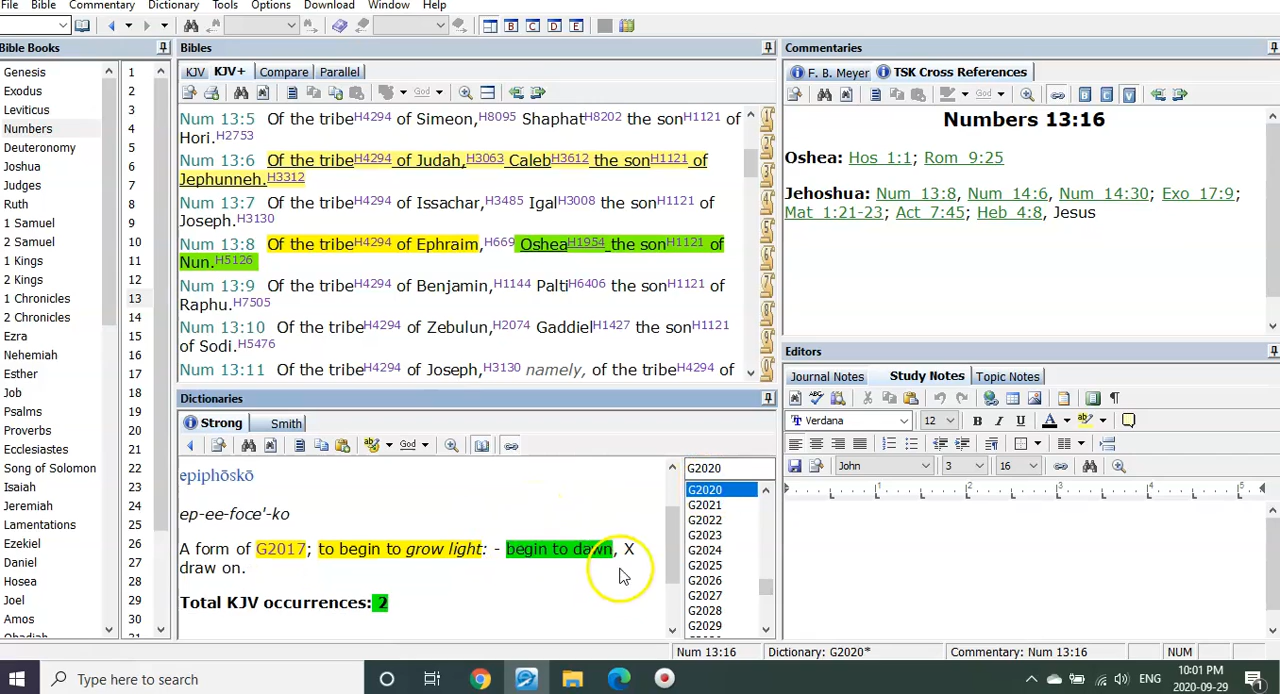 File Bible Commentary Dictionary Tools Options Download Window Help
B C D E
Bible Books
Genesis
Exodus
Leviticus
Numbers
Deuteronomy
Joshua
Judges
Ruth
1 Samuel
2 Samuel
1 Kings
2 Kings
1 Chronicles
2 Chronicles
Ezra
Nehemiah
Esther
Job
Psalms
Proverbs
Ecclesiastes
Song of Solomon
Isaiah
Jeremiah
Lamentations
Ezekiel
Daniel
Hosea
Joel
Amos
Obadiah
1
2
3
4
5
6
7
8
9
10
11
12
13
14
15
16
17
18
19
20
21
22
23
24
25
26
27
28
29
30
31
Bibles
KJV KJV+ Compare Parallel
God
Num 13:5 Of the tribeH4294 of Simeon,H8095 ShaphatH8202 the sonH1121 of
Hori.H2753
Num 13:6 Of the tribeH4294 of Judah,H3063 CalebH3612 the sonH1121 of
Jephunneh.H3312
Num 13:7 Of the tribeH4294 of Issachar,H3485 IgalH3008 the sonH1121 of
Joseph.H3130
Num 13:8 Of the tribeH4294 of Ephraim,H669 OsheaH1954 the sonH1121 of
Nun.H5126
Num 13:9 Of the tribeH4294 of Benjamin,H1144 PaltiH6406 the sonH1121 of
Raphu.H7505
Num 13:10 Of the tribeH4294 of Zebulun,H2074 GaddielH1427 the sonH1121
of Sodi.H5476
Num 13:11 Of the tribeH4294 of Joseph,H3130 namely, of the tribeH4294 of
Dictionaries
Strong Smith
God
epiphōskō
ep-ee-foce'-ko
A form of G2017; to begin to grow light: - begin to dawn, X
draw on.
Total KJV occurrences: 2
G2020
G2020
G2021
G2022
G2023
G2024
G2025
G2026
G2027
G2028
G2029
Commentaries
F. B. Meyer TSK Cross References
God B C V
Numbers 13:16
Oshea: Hos 1:1; Rom 9:25
Jehoshua: Num 13:8, Num 14:6, Num 14:30; Exo 17:9;
Mat 1:21-23; Act 7:45; Heb 4:8, Jesus
Editors
Journal Notes Study Notes Topic Notes
Verdana 12 B I U A ab
John 3 16
1 2 3 4 5
Num 13:16 Dictionary: G2020* Commentary: Num 13:16 NUM
Type here to search
ENG
10:01 PM
2020-09-29
1